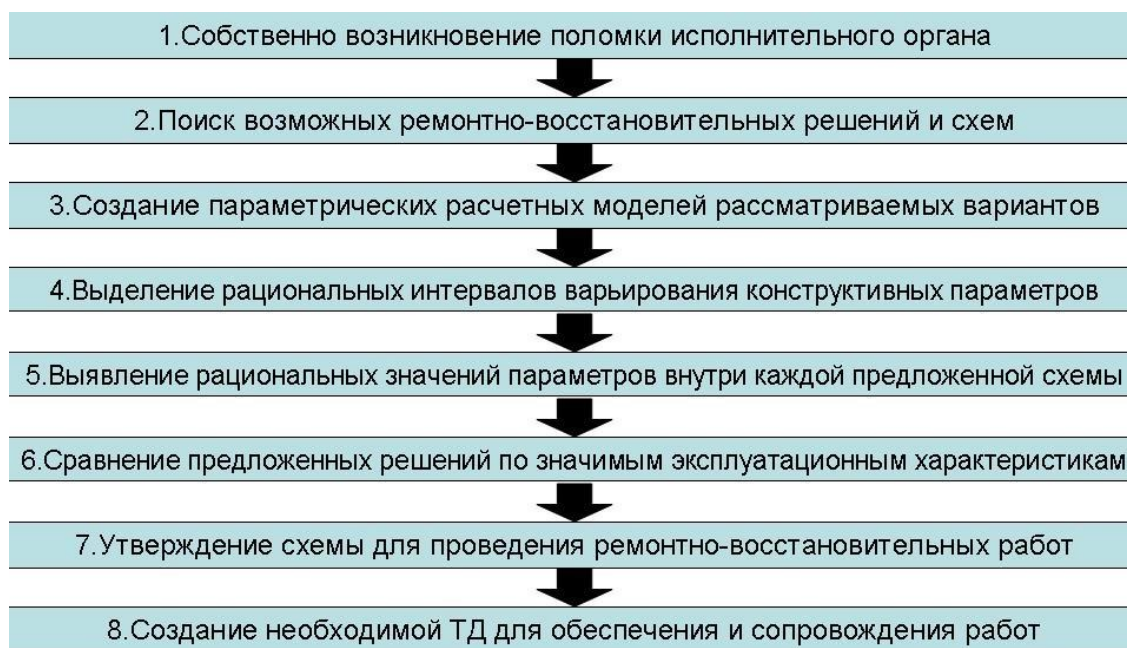 1.Собственно возникновение поломки исполнительного органа
2.Поиск возможных ремонтно-восстановительных решений и схем
3.Создание параметрических расчетных моделей рассматриваемых вариантов
4.Выделение рациональных интервалов варьирования конструктивных параметров
5.Выявление рациональных значений параметров внутри каждой предложенной схемы
6.Сравнение предложенных решений по значимым эксплуатационным характеристикам
7.Утверждение схемы для проведения ремонтно-восстановительных работ
8.Создание необходимой ТД для обеспечения и сопровождения работ